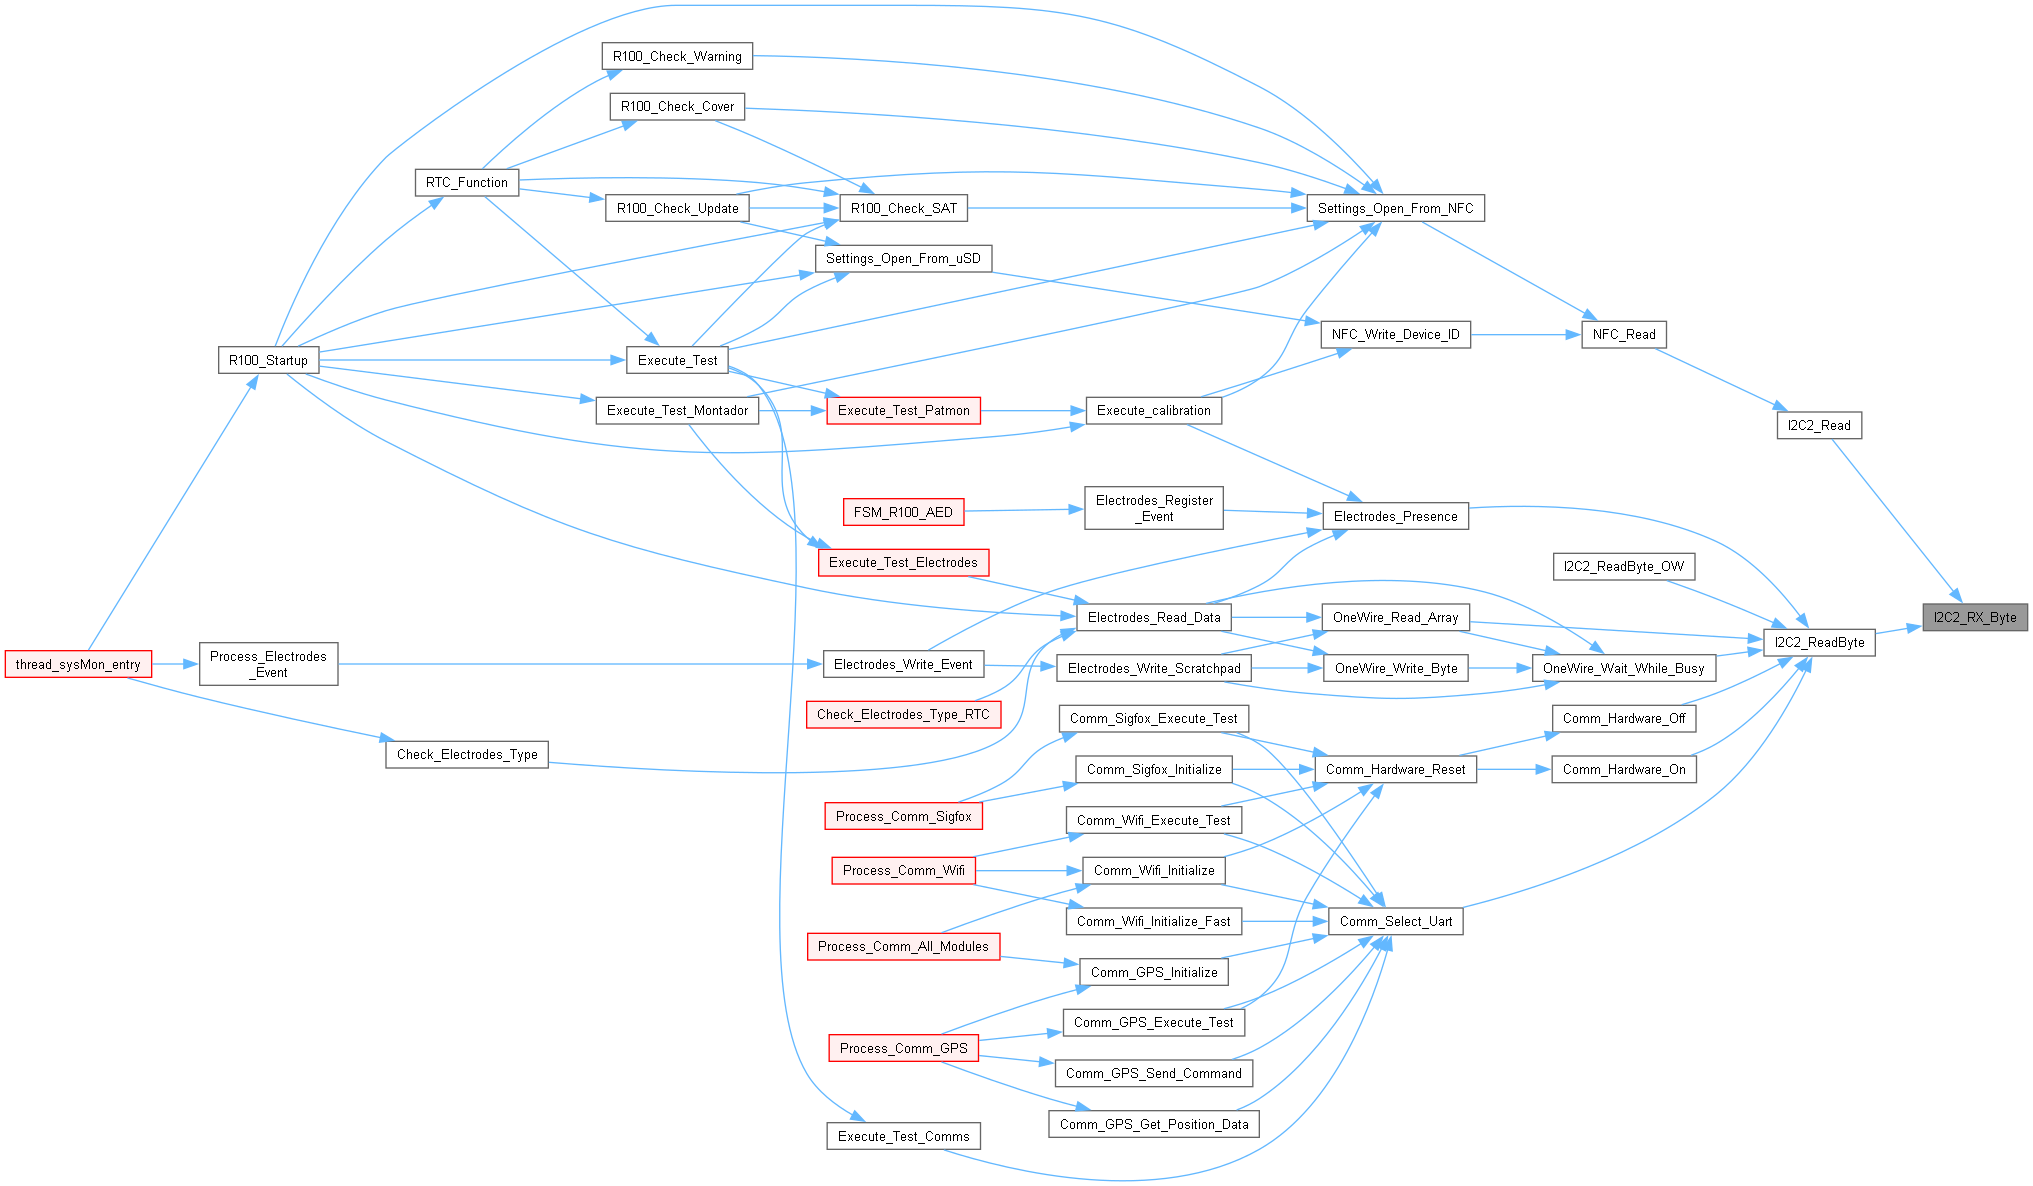 R100_Check_Warning
R100_Check_Cover
RTC_Function
R100_Check_Update
R100_Check_SAT
Settings_Open_From_NFC
Settings_Open_From_uSD
NFC_Write_Device_ID
NFC_Read
R100_Startup
Execute_Test
Execute_Test_Montador
Execute_Test_Patmon
Execute_calibration
I2C2_Read
FSM_R100_AED
Electrodes_Register
_Event
Electrodes_Presence
Execute_Test_Electrodes
I2C2_ReadByte_OW
Electrodes_Read_Data
OneWire_Read_Array
I2C2_RX_Byte
I2C2_ReadByte
thread_sysMon_entry
Process_Electrodes
_Event
Electrodes_Write_Event
Electrodes_Write_Scratchpad
OneWire_Write_Byte
OneWire_Wait_While_Busy
Check_Electrodes_Type_RTC
Comm_Sigfox_Execute_Test
Comm_Hardware_Off
Check_Electrodes_Type
Comm_Sigfox_Initialize
Comm_Hardware_Reset
Comm_Hardware_On
Process_Comm_Sigfox
Comm_Wifi_Execute_Test
Process_Comm_Wifi
Comm_Wifi_Initialize
Comm_Wifi_Initialize_Fast
Comm_Select_Uart
Process_Comm_All_Modules
Comm_GPS_Initialize
Comm_GPS_Execute_Test
Process_Comm_GPS
Comm_GPS_Send_Command
Comm_GPS_Get_Position_Data
Execute_Test_Comms